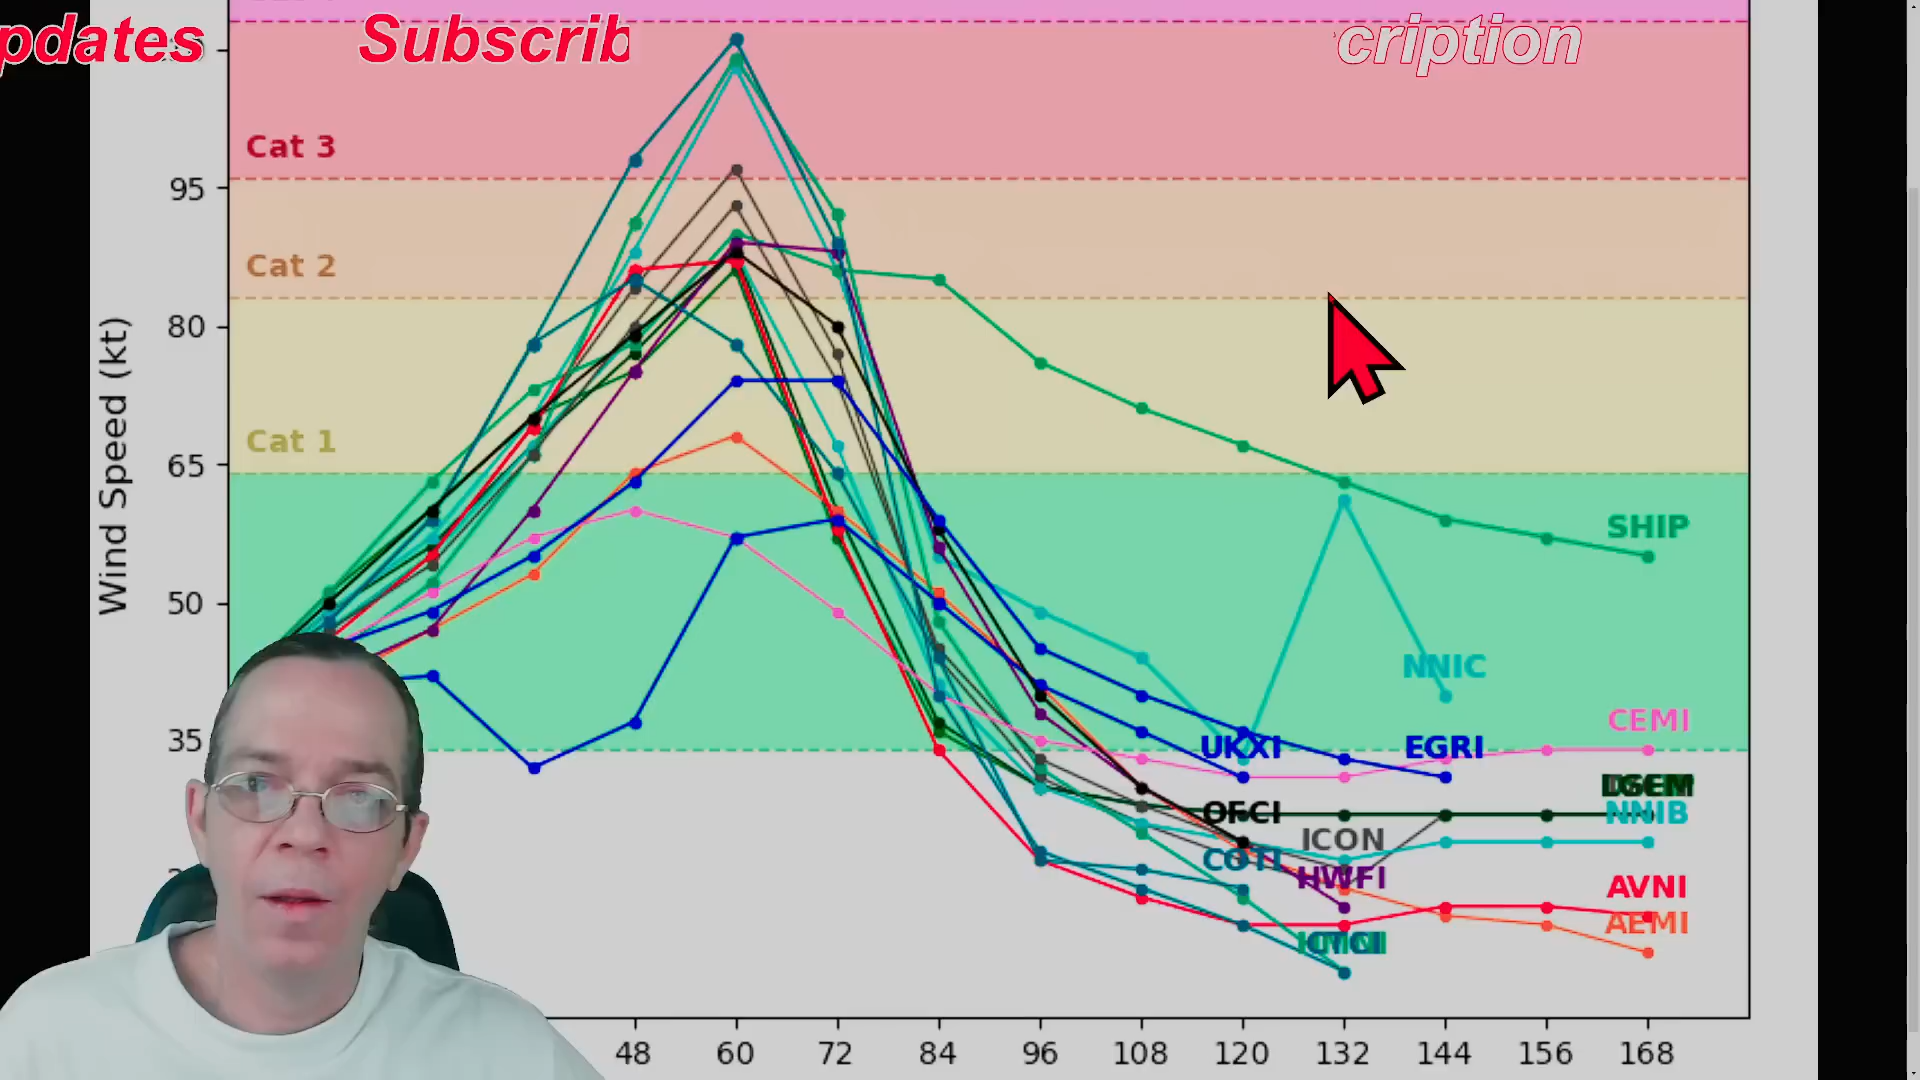 pdates Subscrib cription
Cat 3
95
Cat 2
80
Cat 1
65
50
35
Wind Speed (kt)
SHIP
NNIC
CEMI
UKXI
EGRI
LGEM
NNIB
OFCI
ICON
COTI
HWFI
AVNI
AEMI
48 60 72 84 96 108 120 132 144 156 168